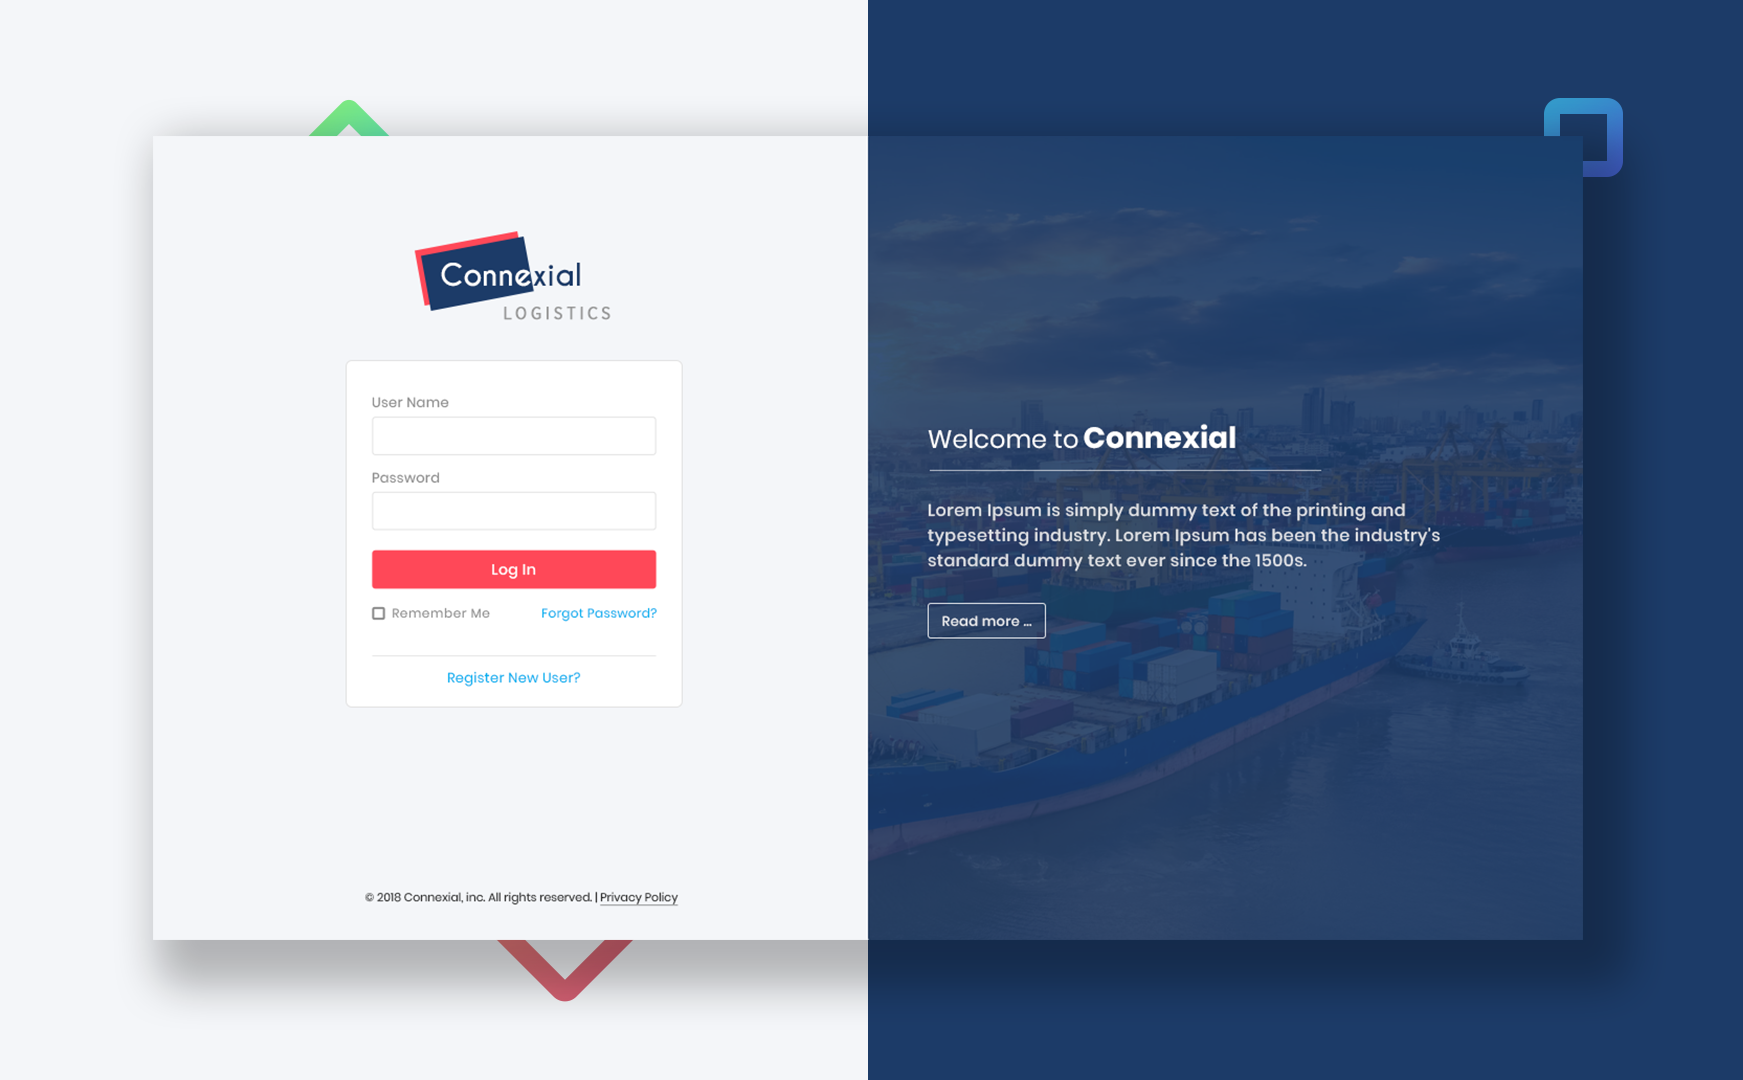 Connexial
LOGISTICS
User Name
Password
Log In
Remember Me
Forgot Password?
Register New User?
© 2018 Connexial, inc. All rights reserved. | Privacy Policy
Welcome to Connexial
Lorem Ipsum is simply dummy text of the printing and
typesetting industry. Lorem Ipsum has been the industry's
standard dummy text ever since the 1500s.
Read more ...